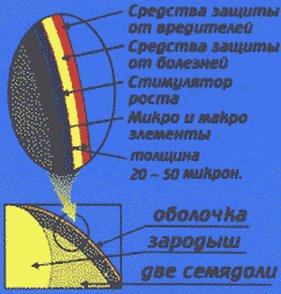 Средства защиты
от вредителей
Средства защиты
от болезней
Стимулятор
роста
Микро и макро
элементы
толщина
20 - 50 микрон.
оболочка
зародыш
две семядоли